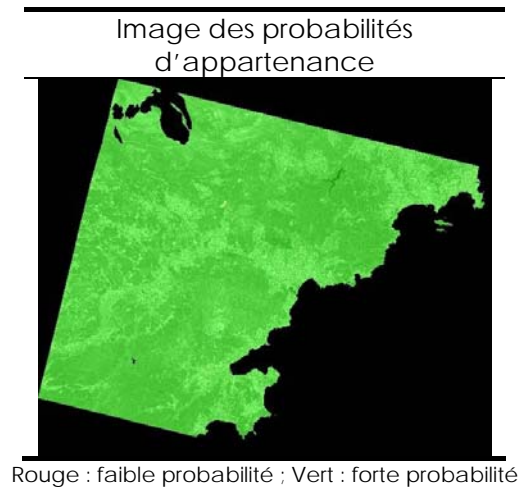 Image des probabilités
d'appartenance
Rouge : faible probabilité ; Vert : forte probabilité